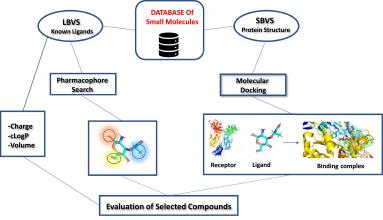 LBVS
Known Ligands
DATABASE Of
Small Molecules
SBVS
Protein Structure
Pharmacophore
Search
Molecular
Docking
-Charge
-cLogP
-Volume
Receptor
Ligand
Binding complex
Evaluation of Selected Compounds